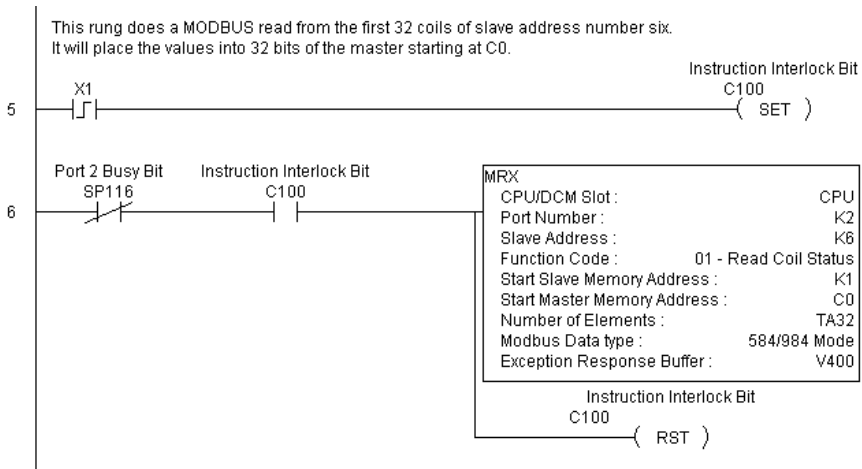 This rung does a MODBUS read from the first 32 coils of slave address number six.
It will place the values into 32 bits of the master starting at C0.
Instruction Interlock Bit
X1
C100
5
( SET )
Port 2 Busy Bit
Instruction Interlock Bit
SP116
C100
6
MRX
CPU/DCM Slot : CPU
Port Number : K2
Slave Address : K6
Function Code : 01 - Read Coil Status
Start Slave Memory Address : K1
Start Master Memory Address : C0
Number of Elements : TA32
Modbus Data type : 584/984 Mode
Exception Response Buffer : V400
Instruction Interlock Bit
C100
( RST )